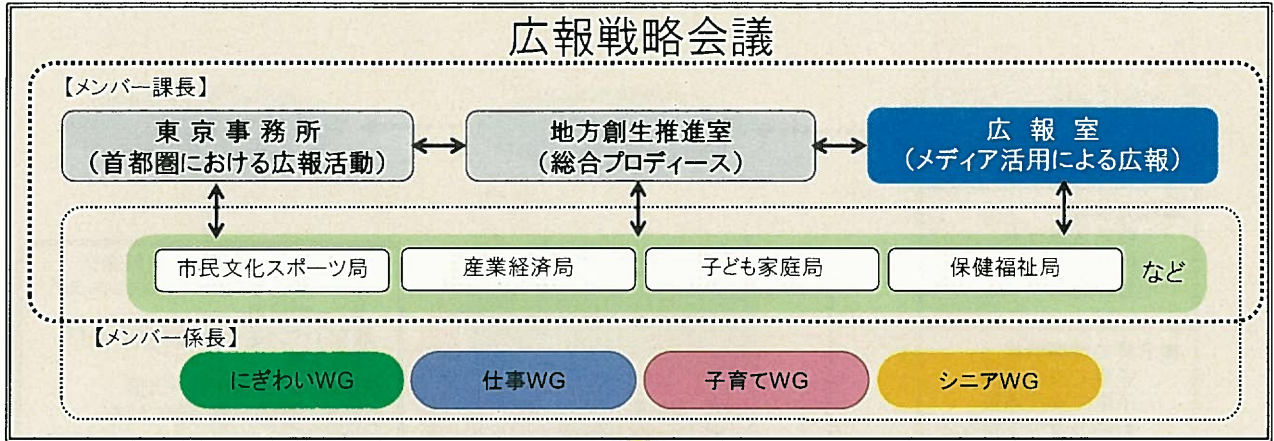 広報戦略会議
【メンバー課長】
東京事務所
(首都圏における広報活動)
地方創生推進室
(総合プロディース)
広報室
(メディア活用による広報)
市民文化スポーツ局
産業経済局
子ども家庭局
保健福祉局
など
【メンバー係長】
にぎわいWG
仕事WG
子育てWG
シニアWG